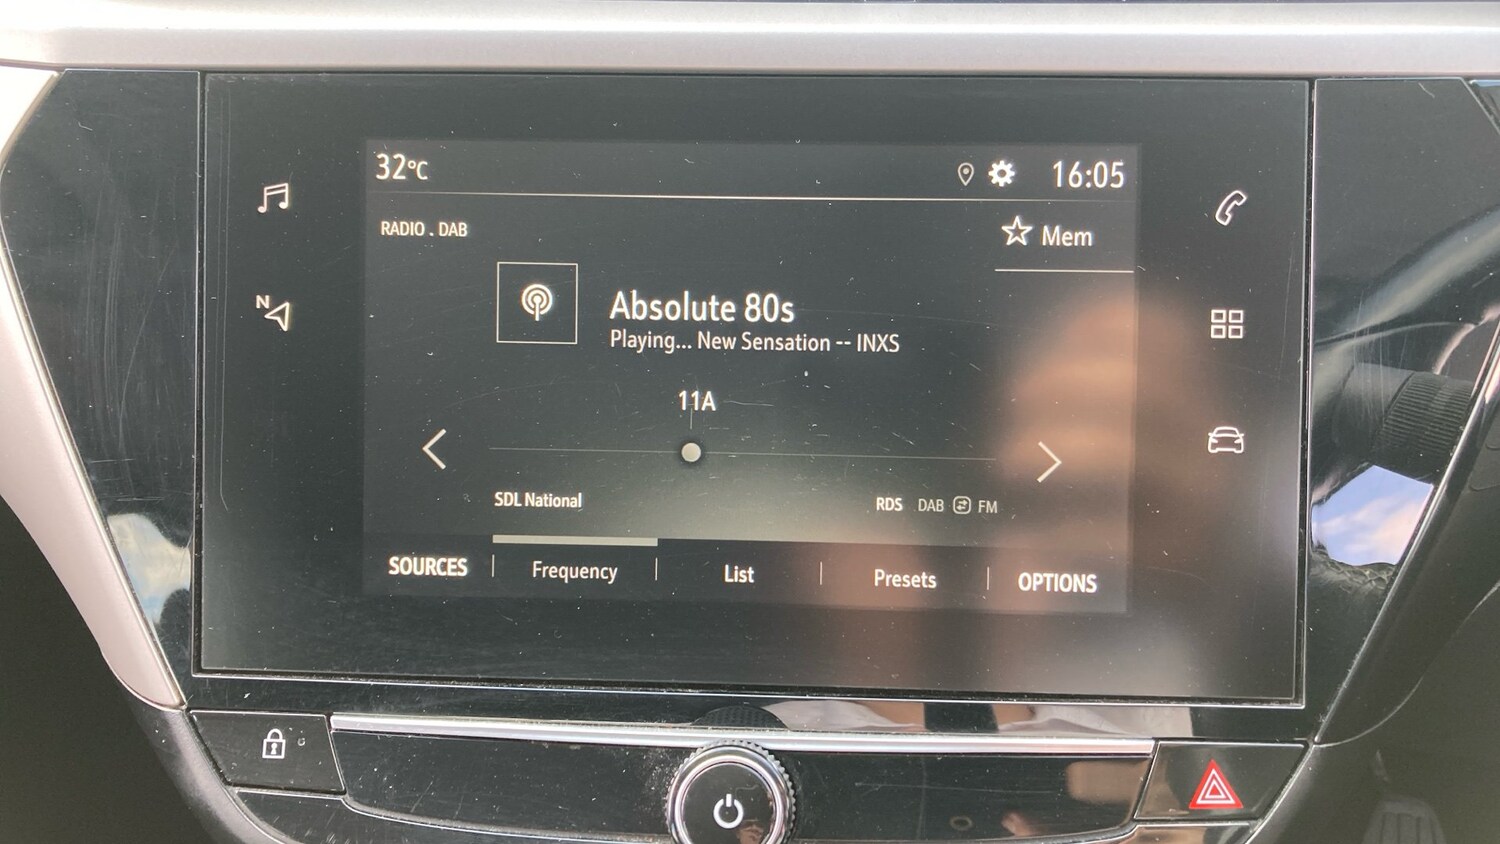 32°C 16:05
RADIO . DAB
Mem
Absolute 80s
Playing... New Sensation -- INXS
N
11A
SDL National RDS DAB FM
SOURCES Frequency List Presets OPTIONS